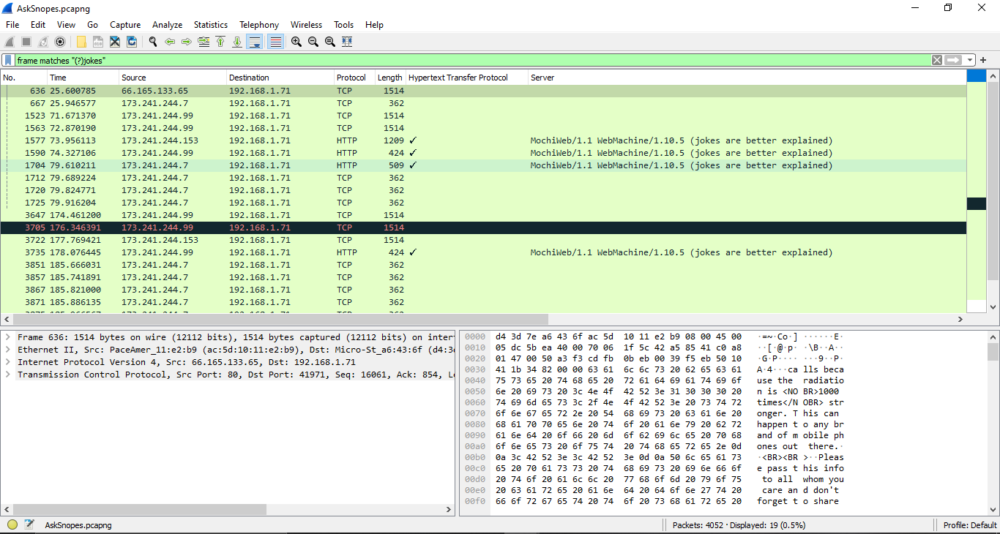 AskSnopes.pcapng
File Edit View Go Capture Analyze Statistics Telephony Wireless Tools Help
frame matches "(?)jokes"
No. Time Source Destination Protocol Length Hypertext Transfer Protocol Server
636 25.600785 66.165.133.65 192.168.1.71 TCP 1514
667 25.946577 173.241.244.7 192.168.1.71 TCP 362
1523 71.671370 173.241.244.99 192.168.1.71 TCP 1514
1563 72.870190 173.241.244.99 192.168.1.71 TCP 1514
1577 73.956113 173.241.244.153 192.168.1.71 HTTP 1209 ✓ MochiWeb/1.1 WebMachine/1.10.5 (jokes are better explained)
1590 74.327106 173.241.244.99 192.168.1.71 HTTP 424 ✓ MochiWeb/1.1 WebMachine/1.10.5 (jokes are better explained)
1704 79.610211 173.241.244.7 192.168.1.71 HTTP 509 ✓ MochiWeb/1.1 WebMachine/1.10.5 (jokes are better explained)
1712 79.689224 173.241.244.7 192.168.1.71 TCP 362
1720 79.824771 173.241.244.7 192.168.1.71 TCP 362
1725 79.916204 173.241.244.7 192.168.1.71 TCP 362
3647 174.461200 173.241.244.99 192.168.1.71 TCP 1514
3705 176.346391 173.241.244.99 192.168.1.71 TCP 1514
3722 177.769421 173.241.244.153 192.168.1.71 TCP 1514
3735 178.076445 173.241.244.99 192.168.1.71 HTTP 424 ✓ MochiWeb/1.1 WebMachine/1.10.5 (jokes are better explained)
3851 185.666031 173.241.244.7 192.168.1.71 TCP 362
3857 185.741891 173.241.244.7 192.168.1.71 TCP 362
3867 185.821000 173.241.244.7 192.168.1.71 TCP 362
3871 185.886135 173.241.244.7 192.168.1.71 TCP 362
Frame 636: 1514 bytes on wire (12112 bits), 1514 bytes captured (12112 bits) on inter
Ethernet II, Src: PaceAmer_11:e2:b9 (ac:5d:10:11:e2:b9), Dst: Micro-St_a6:43:6f (d4:3d
Internet Protocol Version 4, Src: 66.165.133.65, Dst: 192.168.1.71
Transmission Control Protocol, Src Port: 80, Dst Port: 41971, Seq: 16061, Ack: 854, Le
0000 d4 3d 7e a6 43 6f ac 5d 10 11 e2 b9 08 00 45 00 ·=~·Co·] ······E·
0010 05 dc 5b ea 40 00 70 06 1f 5c 42 a5 85 41 c0 a8 ··[·@·p· ·\B··A··
0020 01 47 00 50 a3 f3 cd fb 0b eb 00 39 f5 eb 50 10 ·G·P···· ···9··P·
0030 41 1b 34 82 00 00 63 61 6c 6c 73 20 62 65 63 61 A·4···ca lls beca
0040 75 73 65 20 74 68 65 20 72 61 64 69 61 74 69 6f use the radiatio
0050 6e 20 69 73 20 3c 4e 4f 42 52 3e 31 30 30 30 20 n is <NO BR>1000
0060 74 69 6d 65 73 3c 2f 4e 4f 42 52 3e 20 73 74 72 times</N OBR> str
0070 6f 6e 67 65 72 2e 20 54 68 69 73 20 63 61 6e 20 onger. T his can
0080 68 61 70 70 65 6e 20 74 6f 20 61 6e 79 20 62 72 happen t o any br
0090 61 6e 64 20 6f 66 20 6d 6f 62 69 6c 65 20 70 68 and of m obile ph
00a0 6f 6e 65 73 20 6f 75 74 20 74 68 65 72 65 2e 0d ones out there.·
00b0 0a 3c 42 52 3e 3c 42 52 3e 0d 0a 50 6c 65 61 73 ·<BR><BR >··Pleas
00c0 65 20 70 61 73 73 20 74 68 69 73 20 69 6e 66 6f e pass t his info
00d0 20 74 6f 20 61 6c 6c 20 77 68 6f 6d 20 79 6f 75 to all whom you
00e0 20 63 61 72 65 20 61 6e 64 20 64 6f 6e 27 74 20 care an d don't
00f0 66 6f 72 67 65 74 20 74 6f 20 73 68 61 72 65 20 forget t o share
AskSnopes.pcapng Packets: 4052 · Displayed: 19 (0.5%) Profile: Default